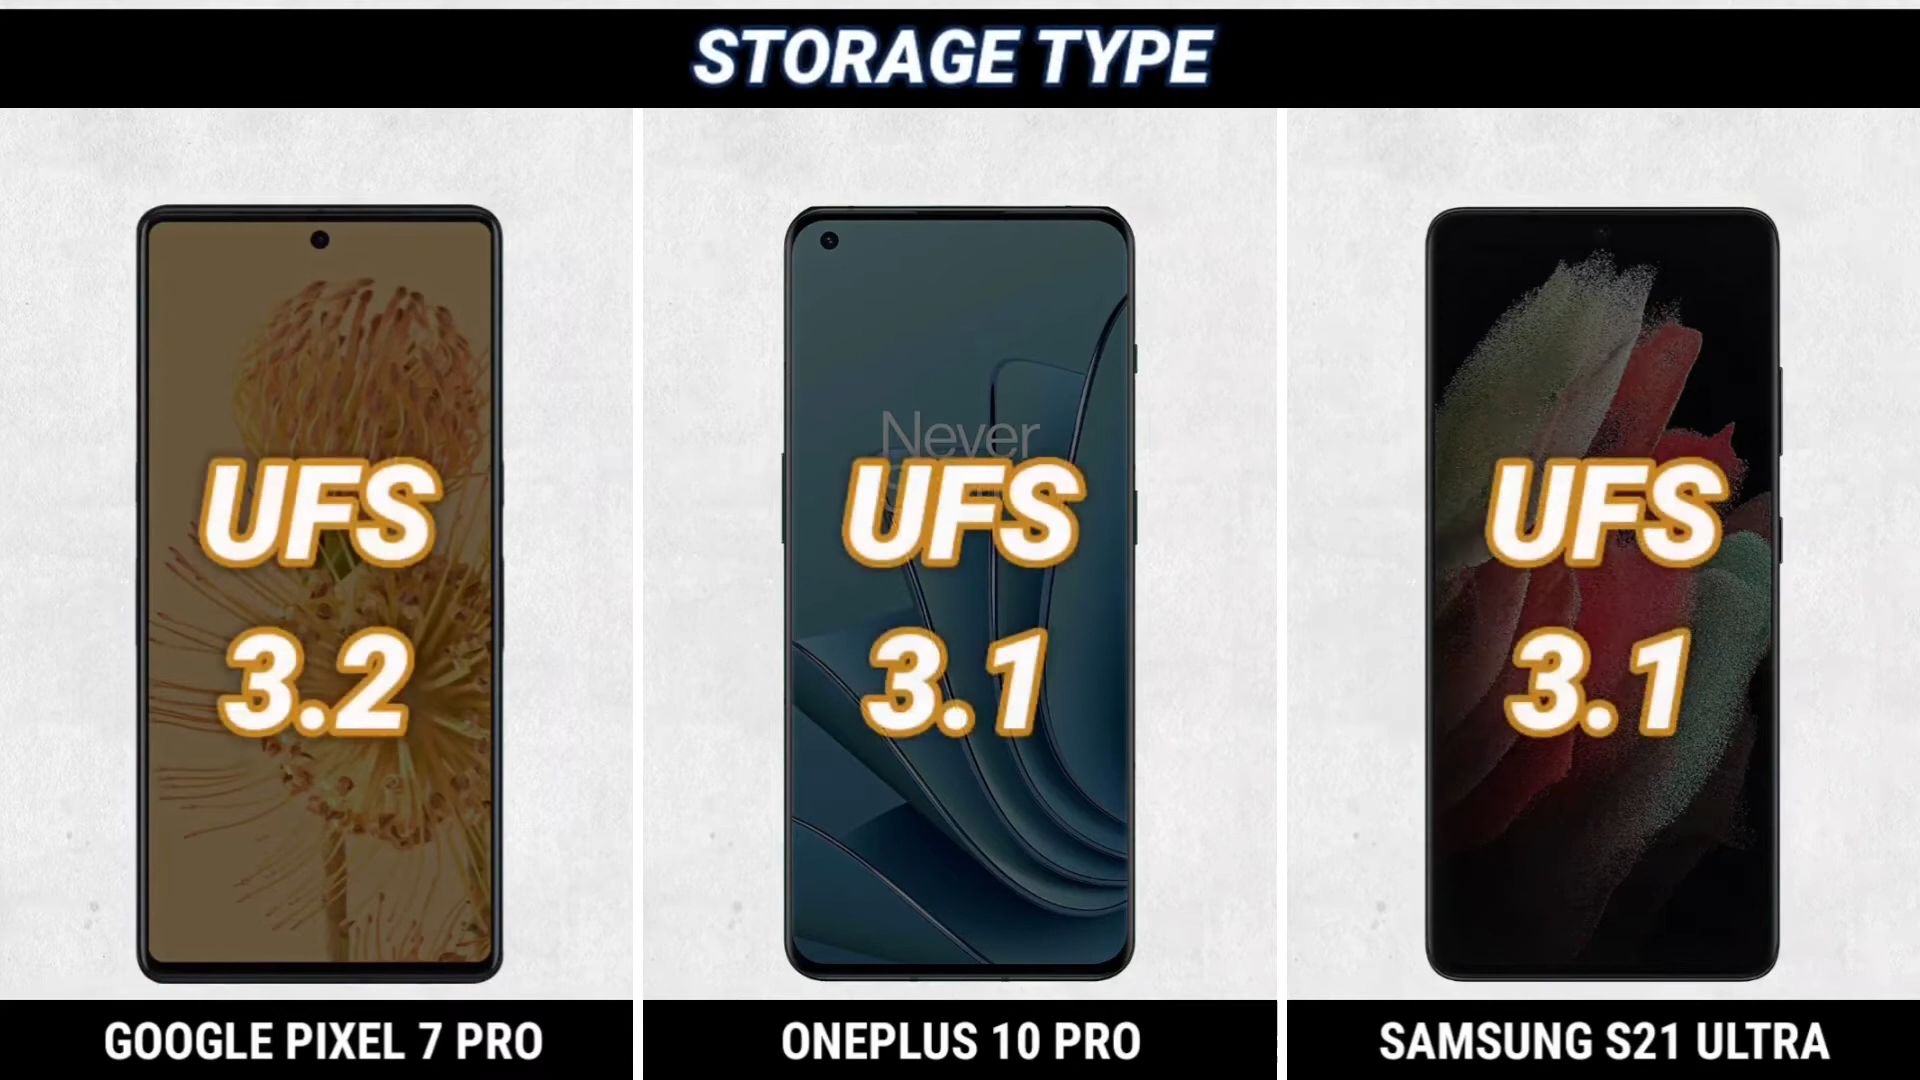 STORAGE TYPE
Never
UFS
3.2
UFS
3.1
UFS
3.1
GOOGLE PIXEL 7 PRO
ONEPLUS 10 PRO
SAMSUNG S21 ULTRA